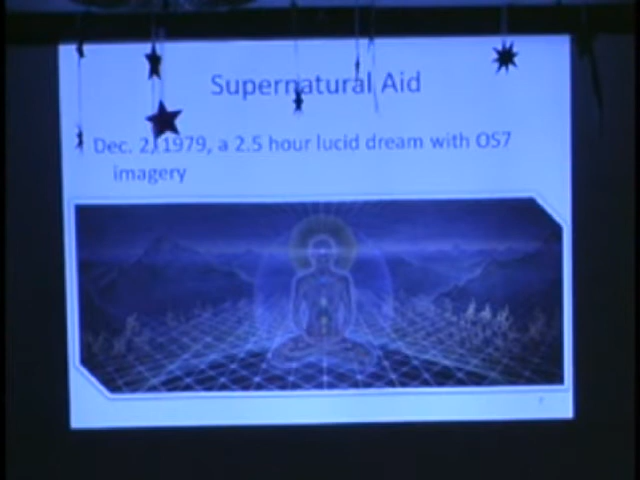 Supernatural Aid
Dec. 2, 1979, a 2.5 hour lucid dream with OS7
imagery